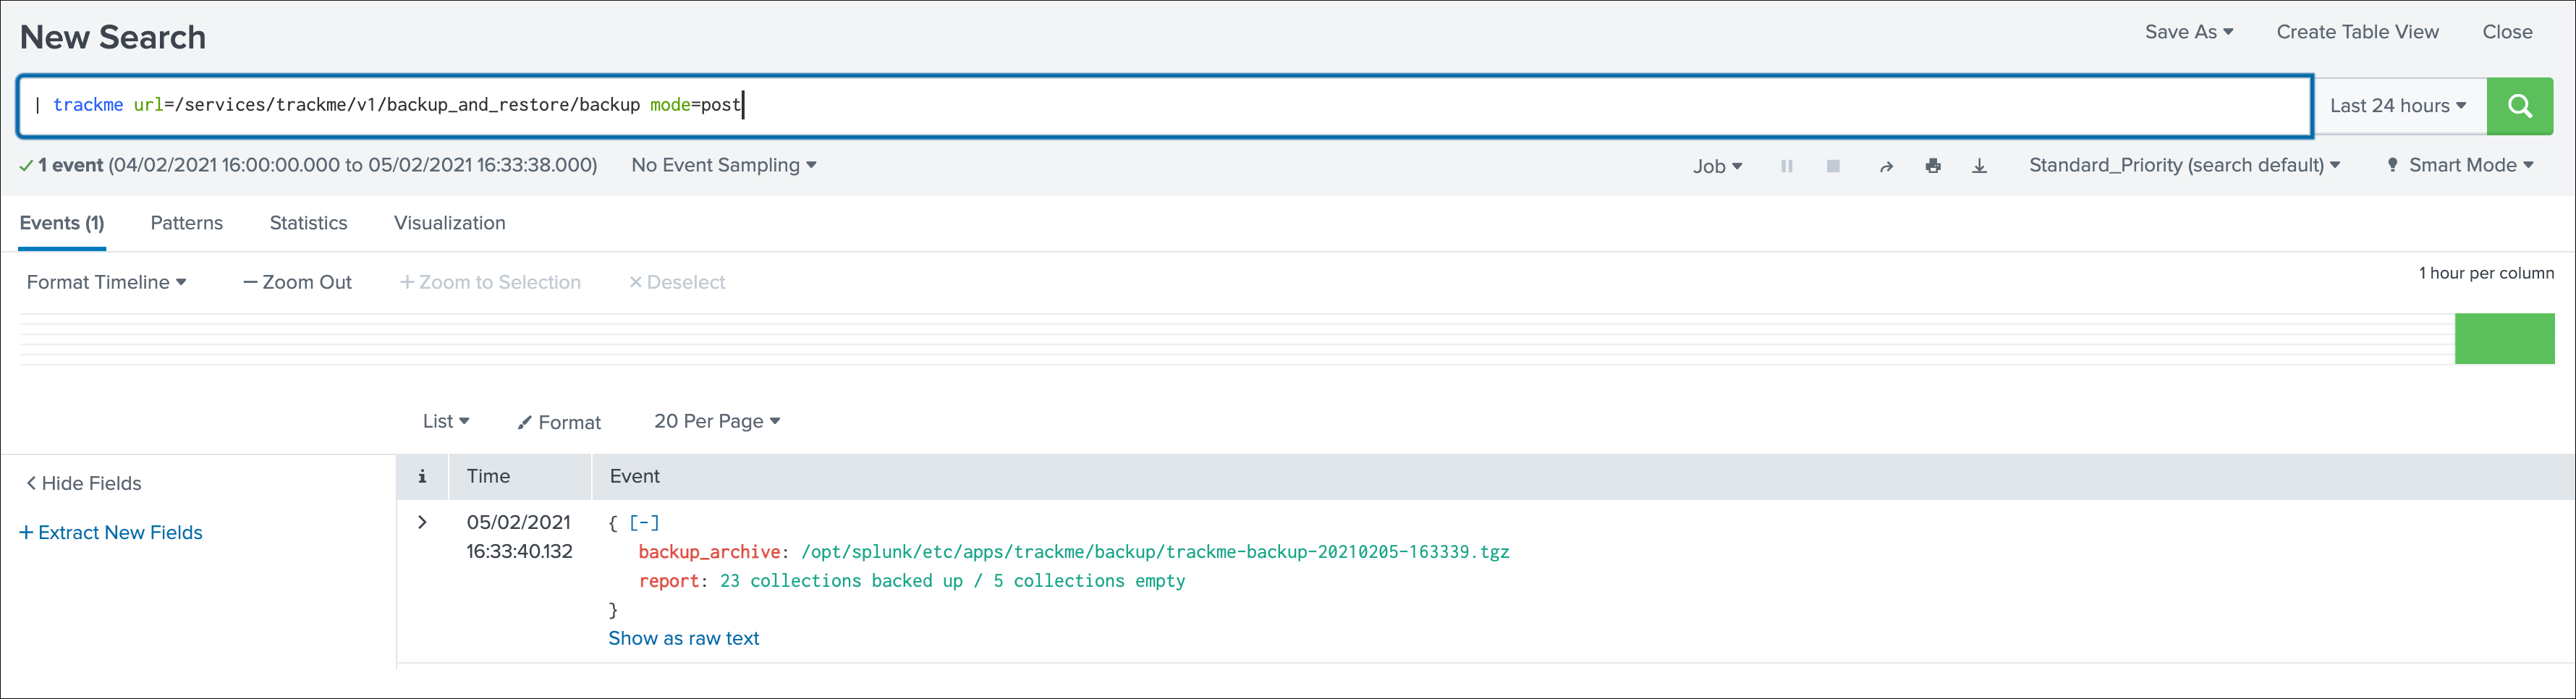 New Search
Save As Create Table View Close
| trackme url=/services/trackme/v1/backup_and_restore/backup mode=post
Last 24 hours
1 event (04/02/2021 16:00:00.000 to 05/02/2021 16:33:38.000) No Event Sampling
Job Standard_Priority (search default) Smart Mode
Events (1) Patterns Statistics Visualization
Format Timeline — Zoom Out + Zoom to Selection × Deselect
1 hour per column
List Format 20 Per Page
< Hide Fields
+ Extract New Fields
i Time Event
> 05/02/2021 { [-]
16:33:40.132 backup_archive: /opt/splunk/etc/apps/trackme/backup/trackme-backup-20210205-163339.tgz
report: 23 collections backed up / 5 collections empty
}
Show as raw text